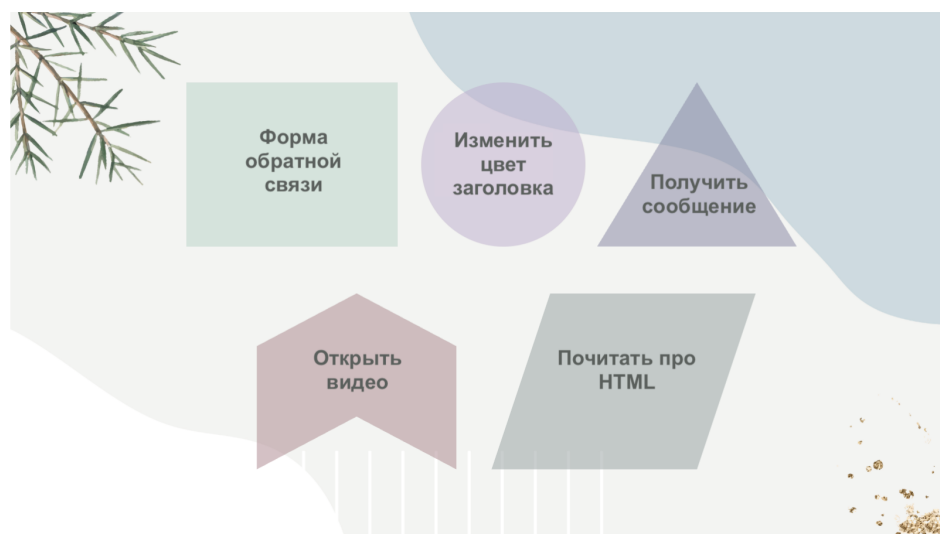 Форма
обратной
связи
Изменить
цвет
заголовка
Получить
сообщение
Открыть
видео
Почитать про
HTML